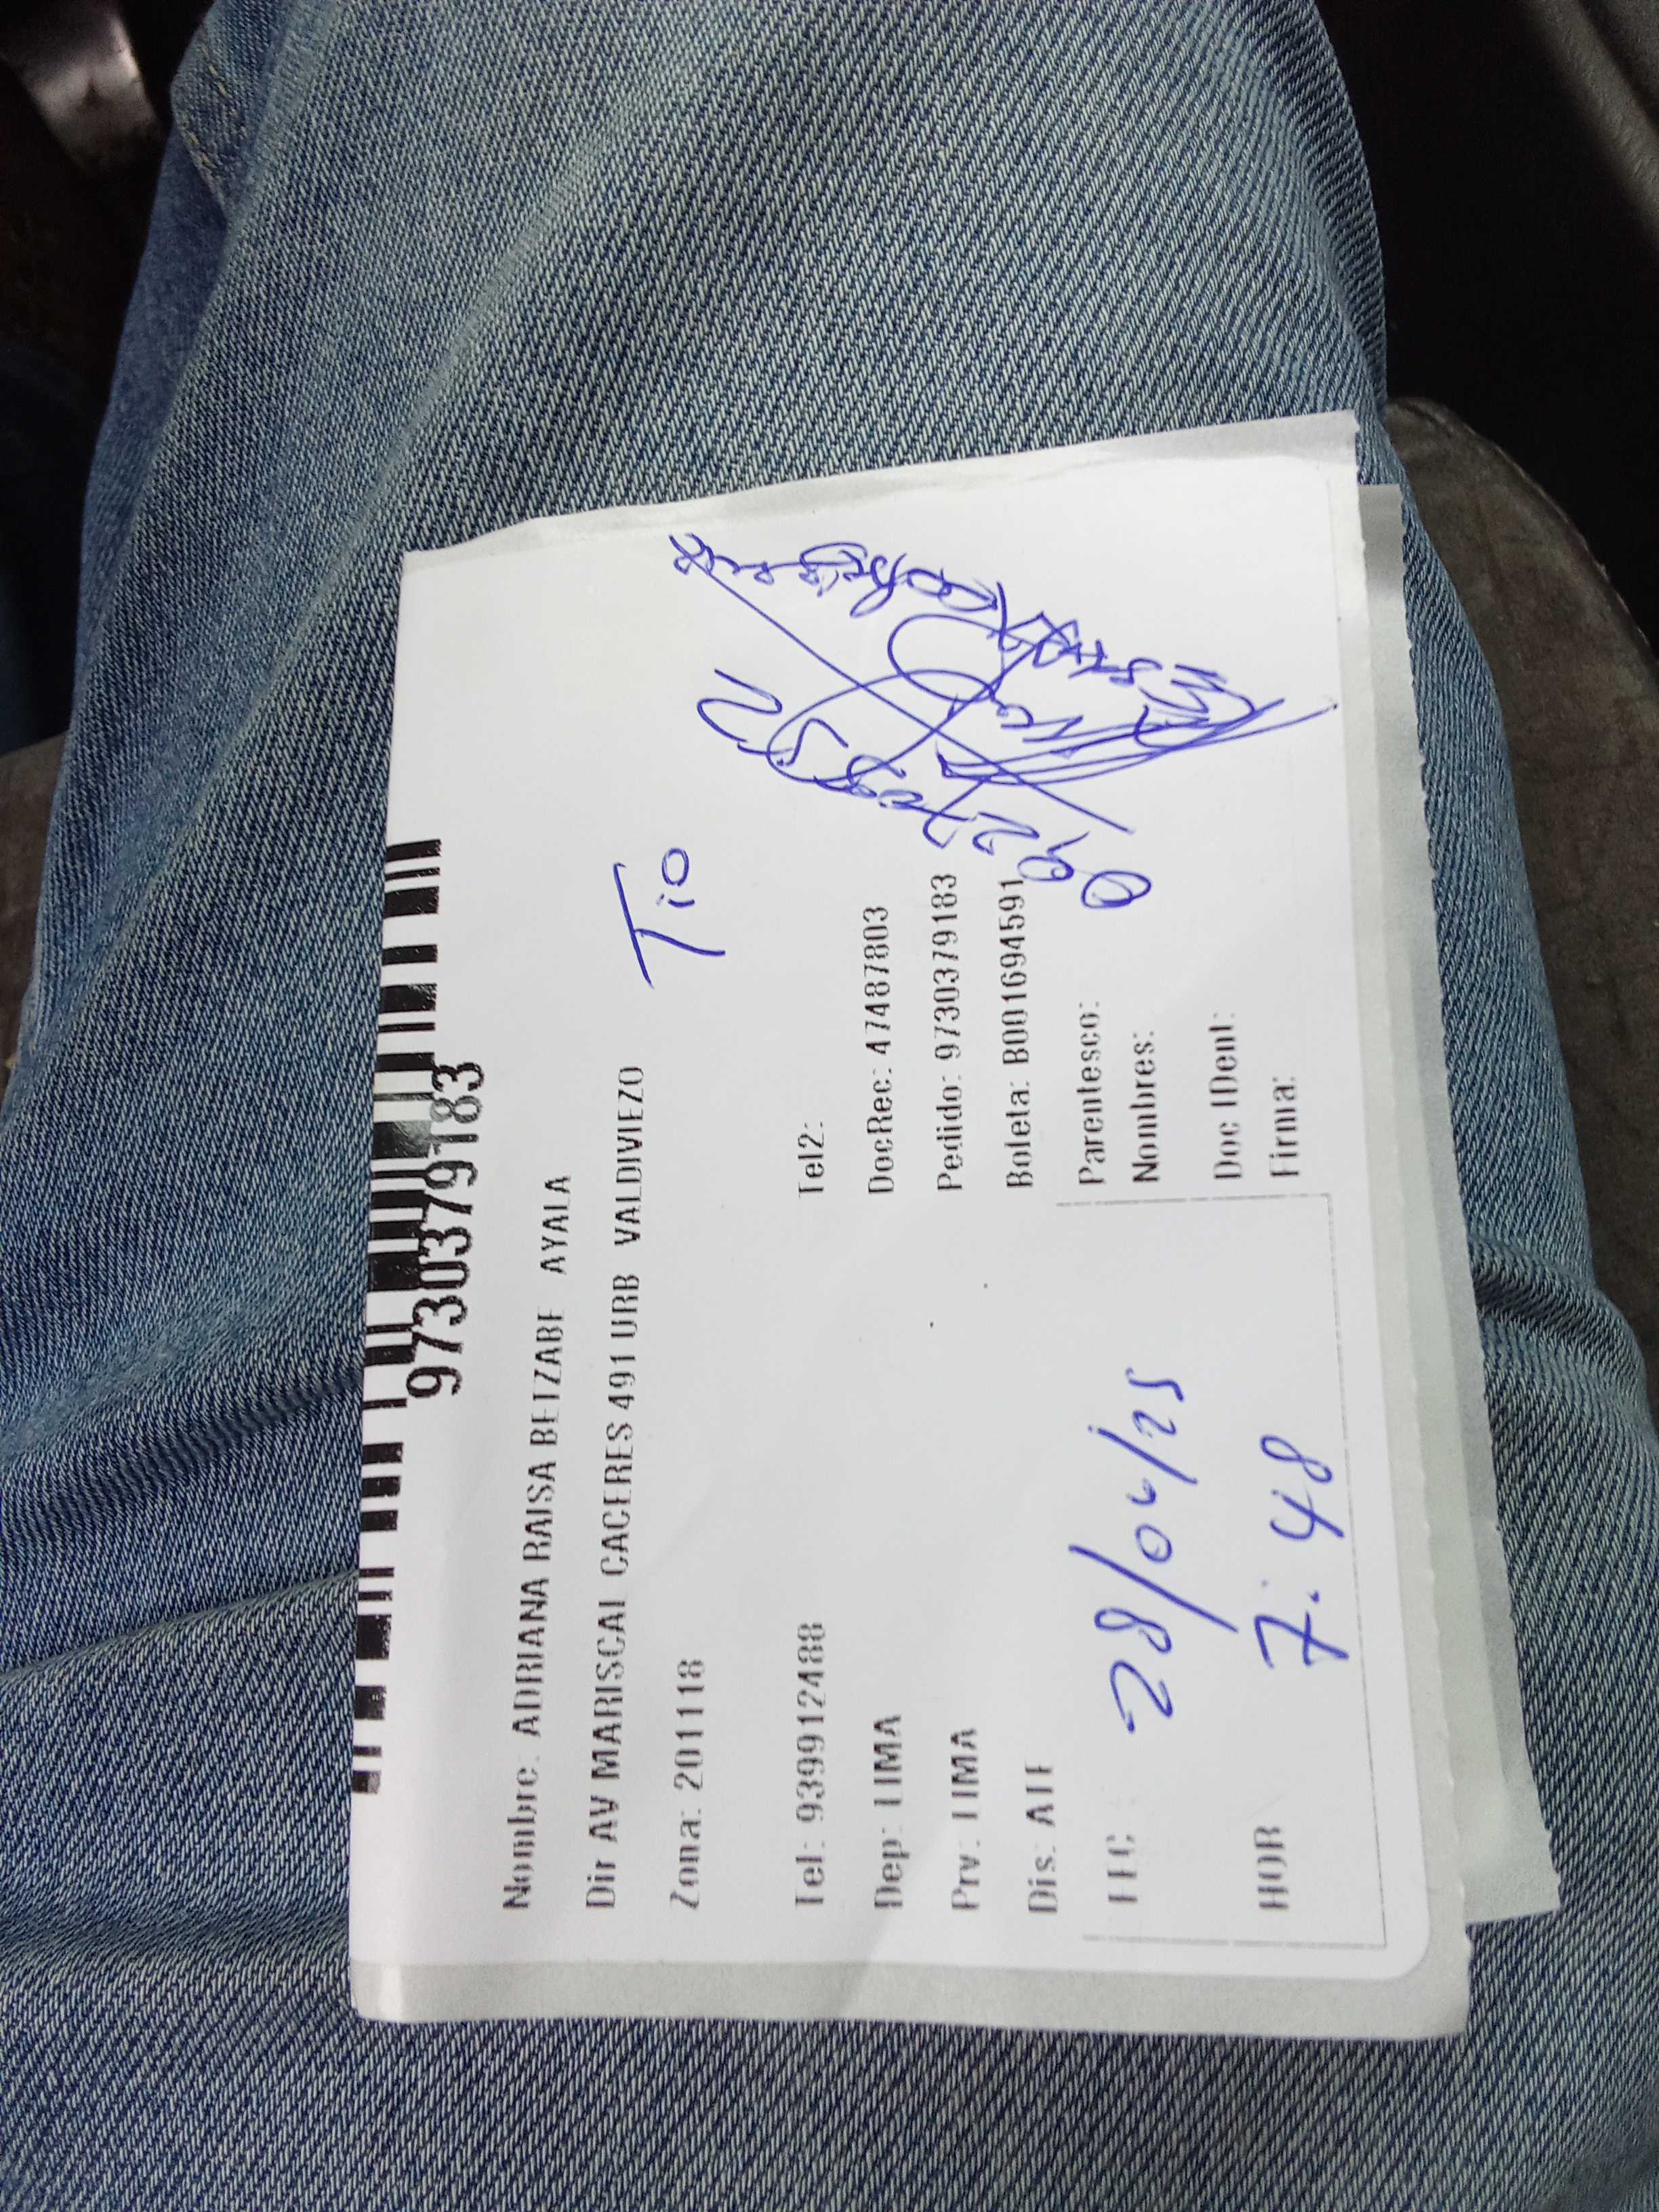 9730379183
Nombre: ADRIANA RAISA BETZABE AYALA
Dir AV MARISCAL CACERES 491 URB VALDIVIEZO
Zona: 201118
Tio
Tel: 939912488 Tel2:
Dep: LIMA DocRec: 47487803
Prv: LIMA Pedido: 9730379183
Dis: ATE Boleta: B001694591
FEC 28/04/25 Parentesco:
Nombres:
HOR 7:48 Doc IDent:
Firma: